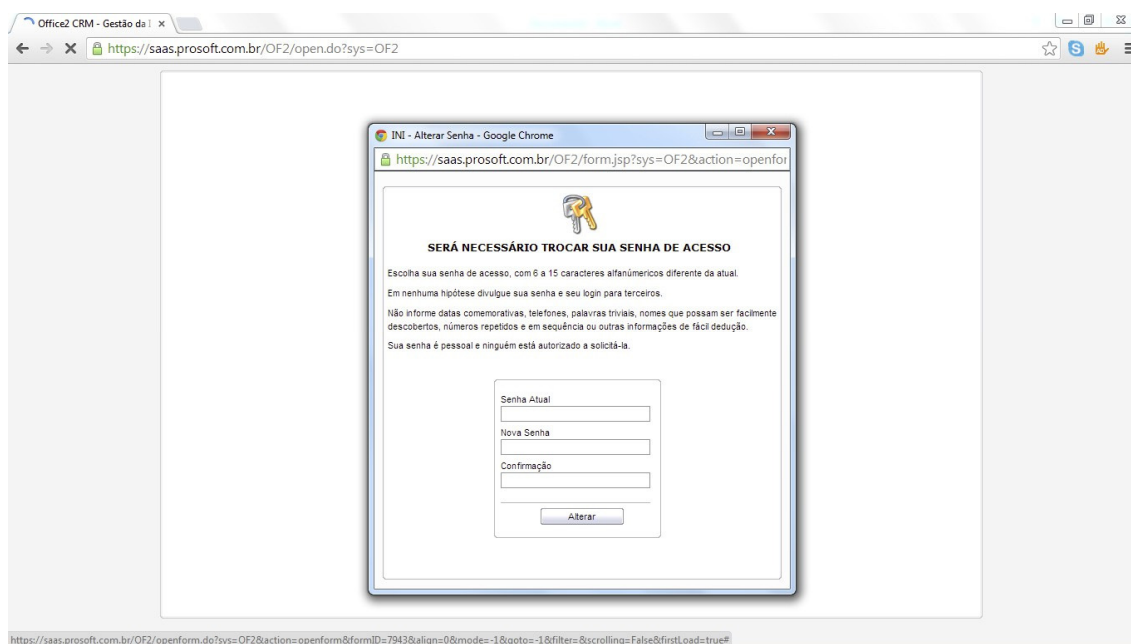 Office2 CRM - Gestão da
https://saas.prosoft.com.br/OF2/open.do?sys=OF2
INI - Alterar Senha - Google Chrome
https://saas.prosoft.com.br/OF2/form.jsp?sys=OF2&action=openfor
SERÁ NECESSÁRIO TROCAR SUA SENHA DE ACESSO
Escolha sua senha de acesso, com 6 a 15 caracteres alfanúmericos diferente da atual.
Em nenhuma hipótese divulgue sua senha e seu login para terceiros.
Não informe datas comemorativas, telefones, palavras triviais, nomes que possam ser facilmente
descobertos, números repetidos e em sequência ou outras informações de fácil dedução.
Sua senha é pessoal e ninguém está autorizado a solicitá-la.
Senha Atual
Nova Senha
Confirmação
Alterar
https://saas.prosoft.com.br/OF2/openform.do?sys=OF2&action=openform&formID=7943&align=0&mode=-1&goto=-1&filter=&scrolling=False&firstLoad=true#